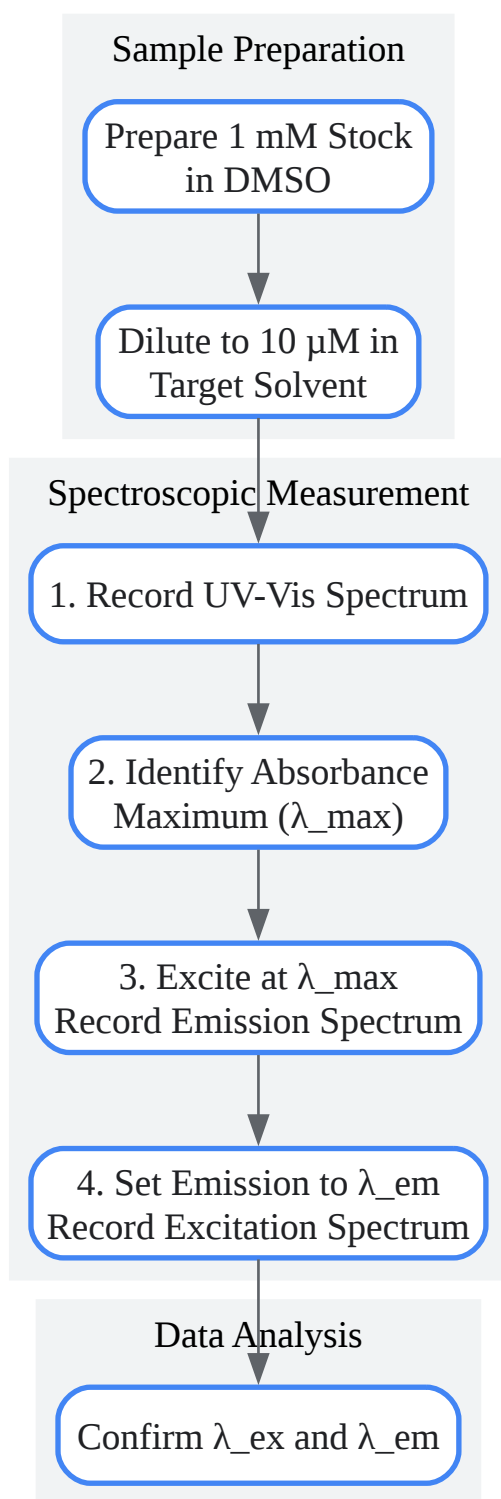 Sample Preparation
Prepare 1 mM Stock
in DMSO
Dilute to 10 µM in
Target Solvent
Spectroscopic Measurement
1. Record UV-Vis Spectrum
2. Identify Absorbance
Maximum (λ_max)
3. Excite at λ_max
Record Emission Spectrum
4. Set Emission to λ_em
Record Excitation Spectrum
Data Analysis
Confirm λ_ex and λ_em